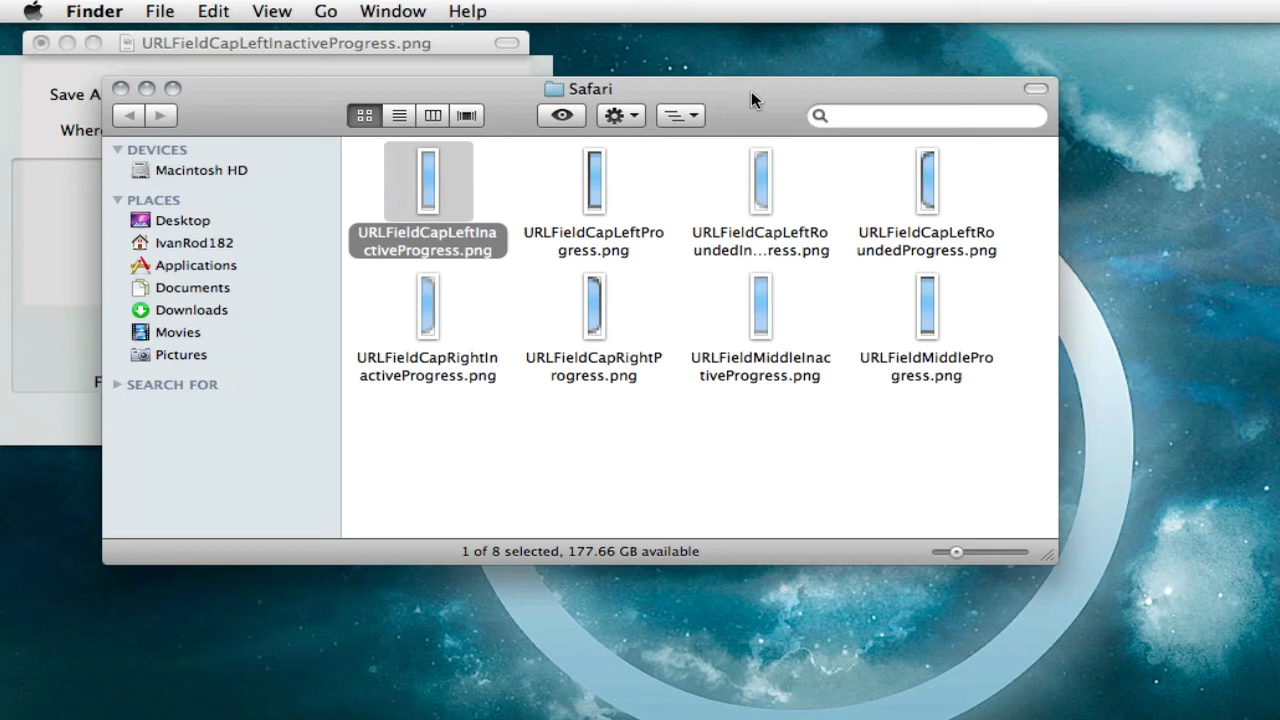 Finder File Edit View Go Window Help
URLFieldCapLeftInactiveProgress.png
Save A
Where
F
Safari
DEVICES
Macintosh HD
PLACES
Desktop
IvanRod182
Applications
Documents
Downloads
Movies
Pictures
SEARCH FOR
URLFieldCapLeftIna
ctiveProgress.png
URLFieldCapLeftPro
gress.png
URLFieldCapLeftRo
undedIn...ress.png
URLFieldCapLeftRo
undedProgress.png
URLFieldCapRightIn
activeProgress.png
URLFieldCapRightP
rogress.png
URLFieldMiddleInac
tiveProgress.png
URLFieldMiddlePro
gress.png
1 of 8 selected, 177.66 GB available